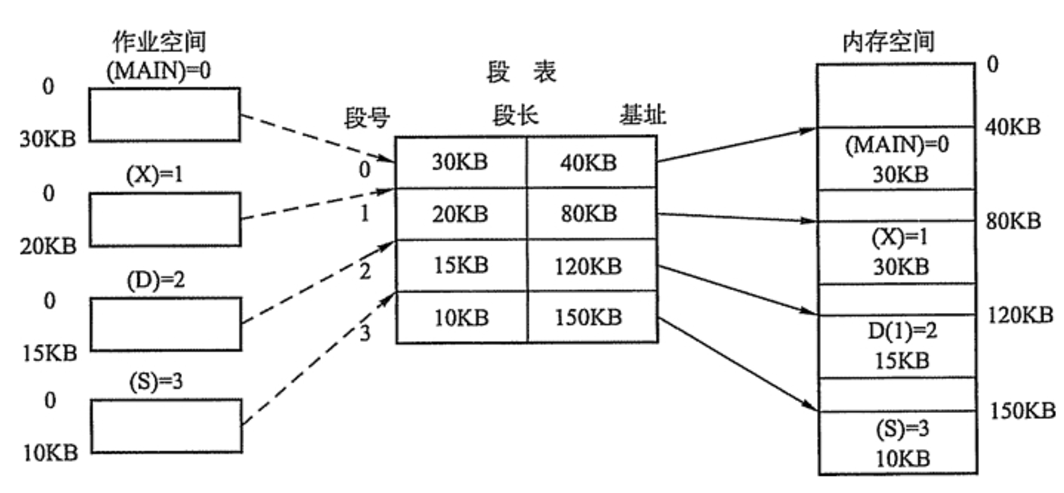 作业空间
(MAIN)=0
0
30KB
(X)=1
0
20KB
(D)=2
0
15KB
(S)=3
0
10KB
段 表
段号 段长 基址
0 30KB 40KB
1 20KB 80KB
2 15KB 120KB
3 10KB 150KB
内存空间
0
40KB
(MAIN)=0
30KB
80KB
(X)=1
30KB
120KB
D(1)=2
15KB
150KB
(S)=3
10KB